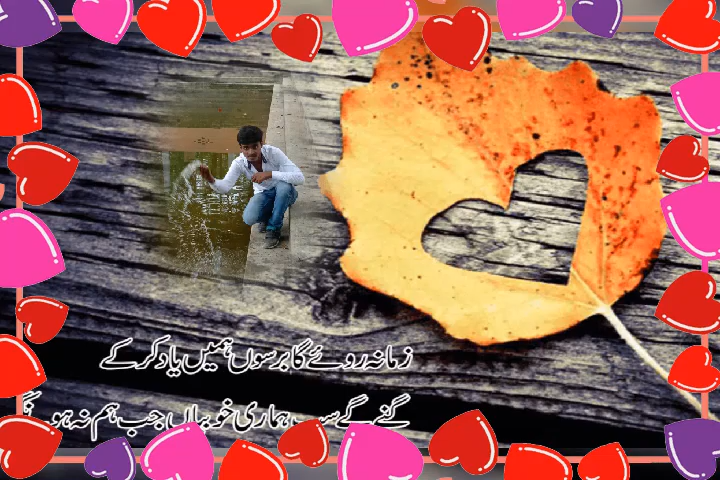 زمانہ روئے گا برسوں ہمیں یاد کر کے
گنے گے سب ہماری خوبیاں جب ہم نہ ہو